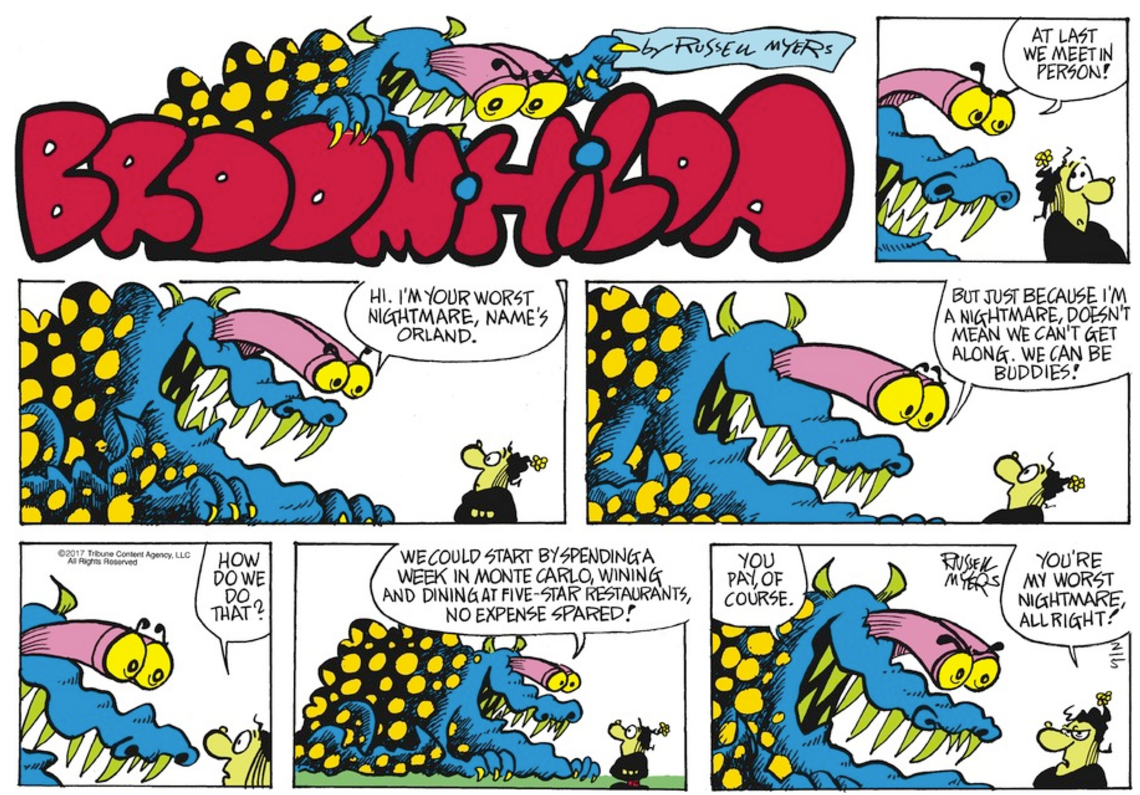 by RUSSELL MYERS
BROOM-HiLDA
AT LAST
WE MEET IN
PERSON!
HI. I'M YOUR WORST
NIGHTMARE, NAME'S
ORLAND.
BUT JUST BECAUSE I'M
A NIGHTMARE, DOESN'T
MEAN WE CAN'T GET
ALONG. WE CAN BE
BUDDIES!
©2017 Tribune Content Agency, LLC
All Rights Reserved
HOW
DO WE
DO
THAT?
WE COULD START BY SPENDING A
WEEK IN MONTE CARLO, WINING
AND DINING AT FIVE-STAR RESTAURANTS,
NO EXPENSE SPARED!
YOU
PAY, OF
COURSE.
RUSSELL
MYERS
YOU'RE
MY WORST
NIGHTMARE,
ALL RIGHT!